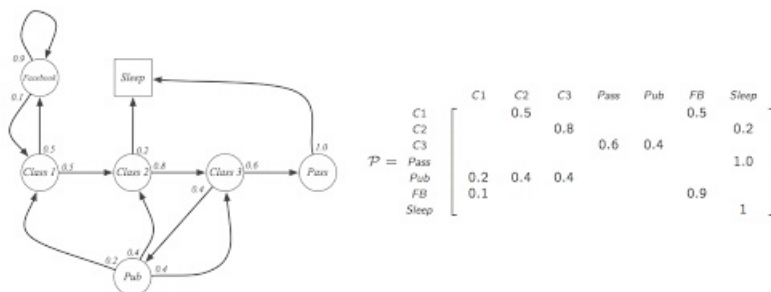 0.9
Facebook
Sleep
0.1
0.5
0.2
1.0
Class 1
0.5
Class 2
0.8
Class 3
0.6
Pass
0.4
0.2
0.4
0.4
Pub
C1 C2 C3 Pass Pub FB Sleep
C1 0.5 0.5
C2 0.8 0.2
C3 0.6 0.4
P = Pass 1.0
Pub 0.2 0.4 0.4
FB 0.1 0.9
Sleep 1